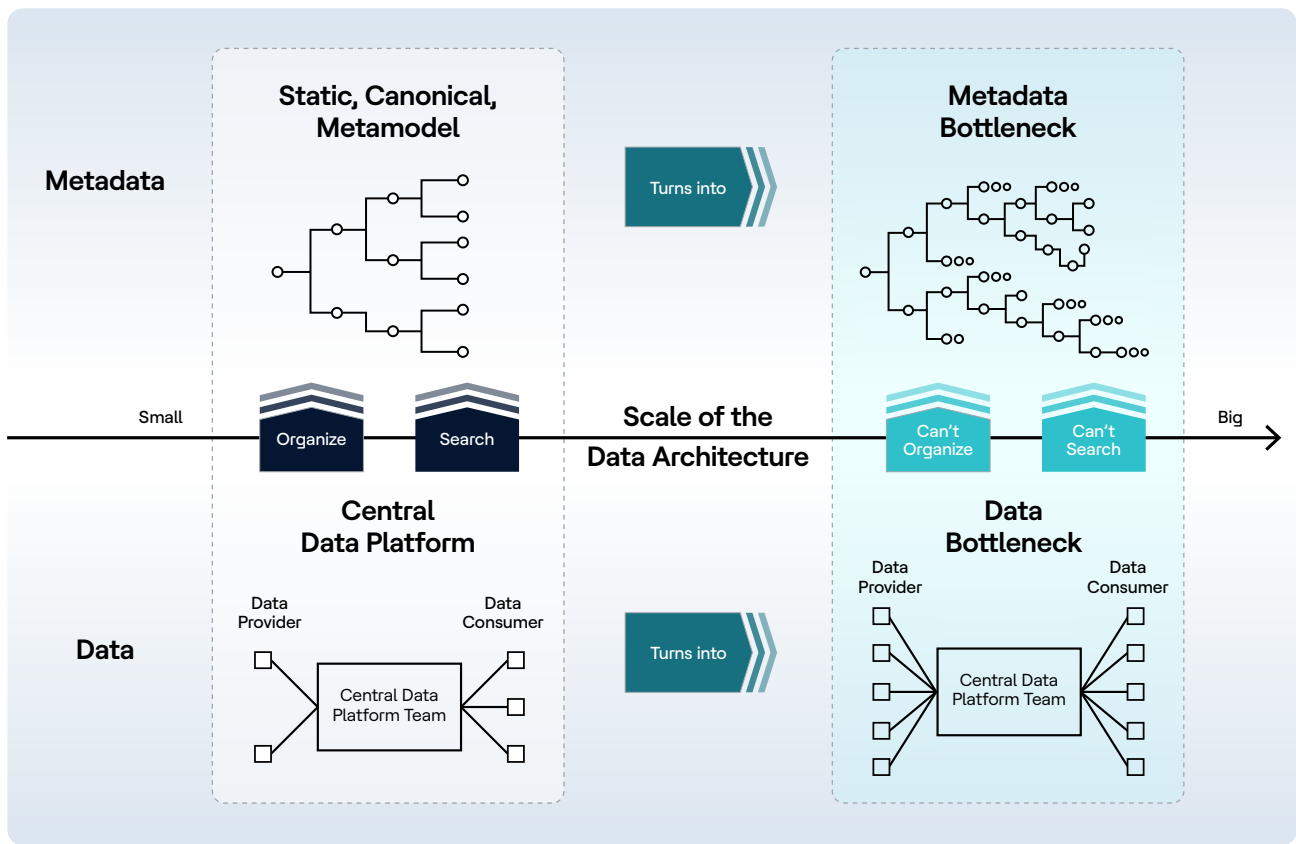 Static, Canonical,
Metamodel
Metadata
Bottleneck
Metadata
Turns into
Small
Organize
Search
Scale of the
Data Architecture
Can't
Organize
Can't
Search
Big
Central
Data Platform
Data
Bottleneck
Data
Provider
Data
Consumer
Data
Provider
Data
Consumer
Data
Central Data
Platform Team
Turns into
Central Data
Platform Team